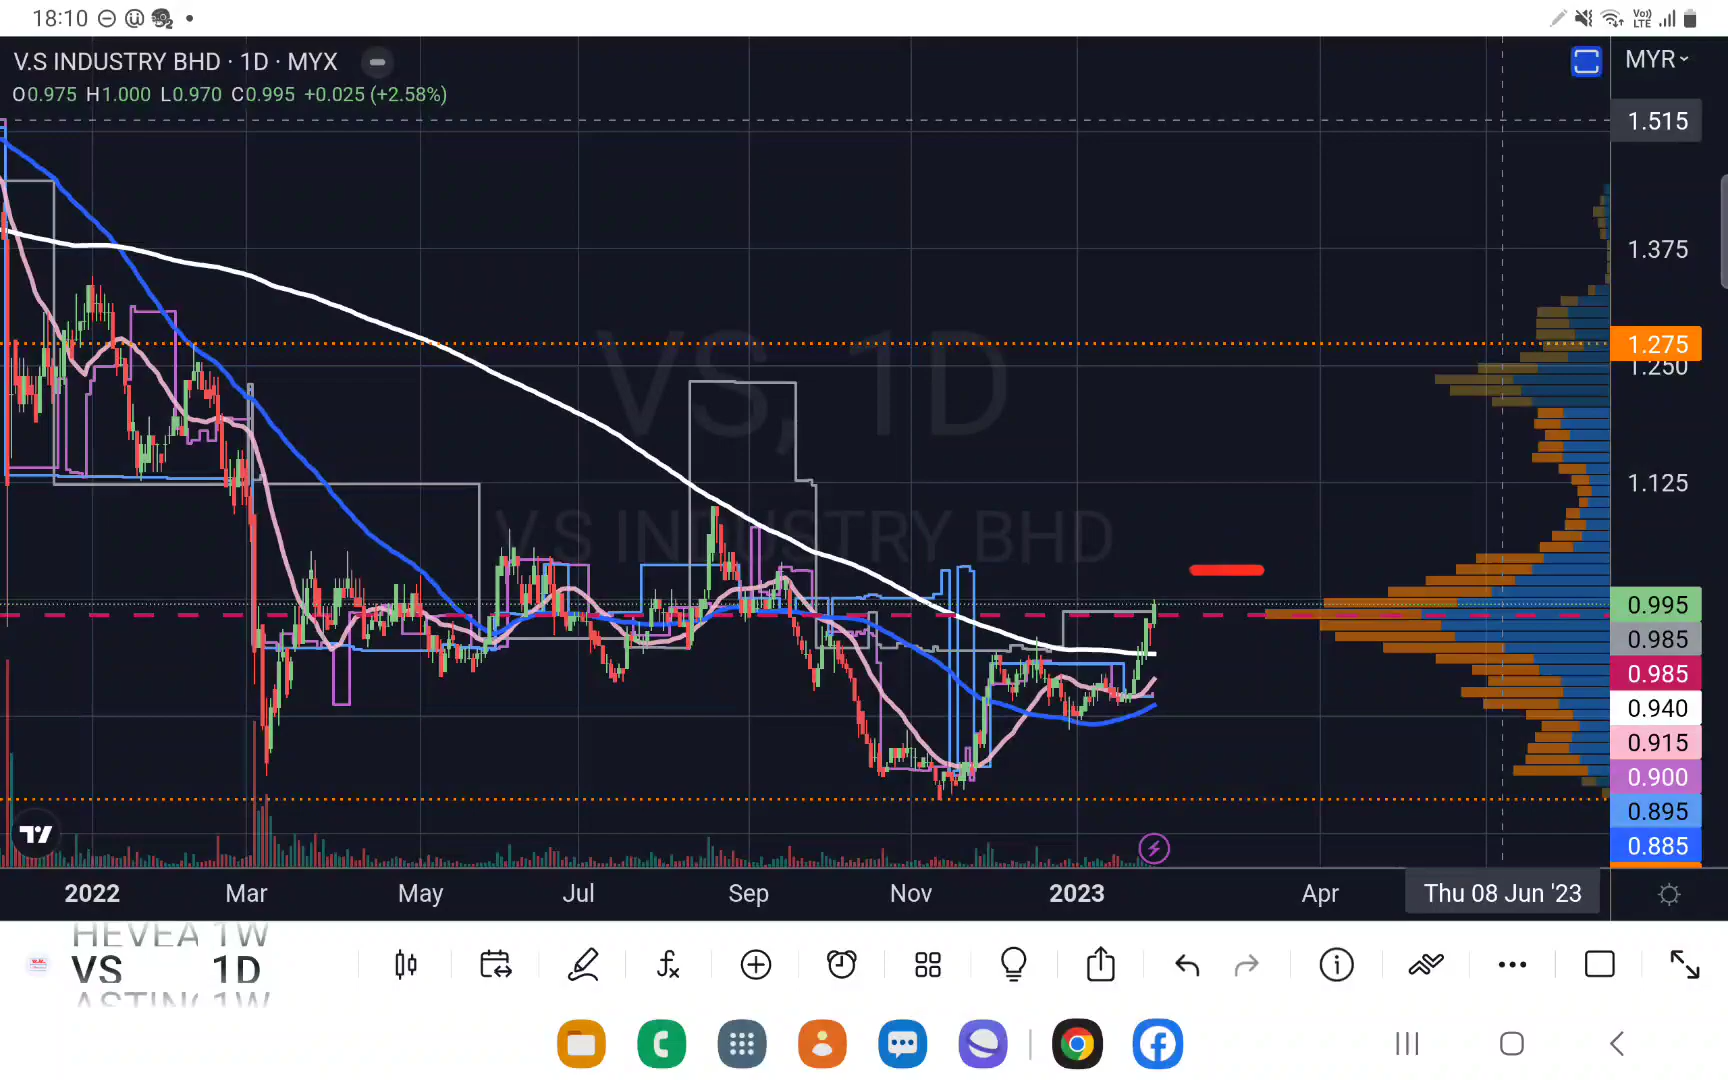 18:10
V.S INDUSTRY BHD · 1D · MYX
MYR
O0.975 H1.000 L0.970 C0.995 +0.025 (+2.58%)
1.515
1.375
1.275
1.250
1.125
0.995
0.985
0.985
0.940
0.915
0.900
0.895
0.885
VS, 1D
V.S INDUSTRY BHD
2022 Mar May Jul Sep Nov 2023 Apr Thu 08 Jun '23
HEVEA 1W
VS 1D